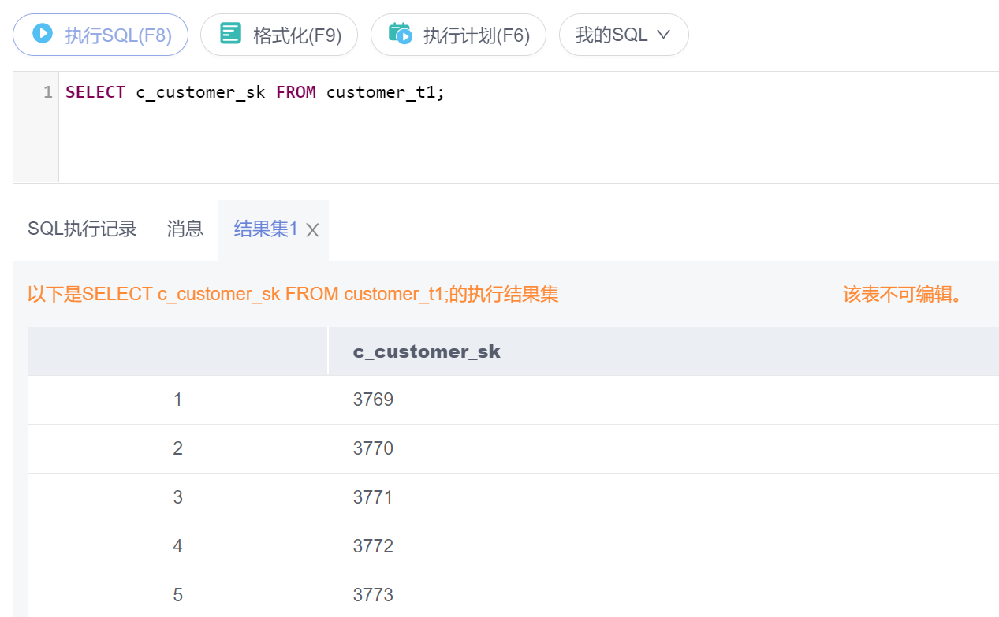 执行SQL(F8) 格式化(F9) 执行计划(F6) 我的SQL
1 SELECT c_customer_sk FROM customer_t1;
SQL执行记录 消息 结果集1
以下是SELECT c_customer_sk FROM customer_t1;的执行结果集 该表不可编辑。
c_customer_sk
1 3769
2 3770
3 3771
4 3772
5 3773